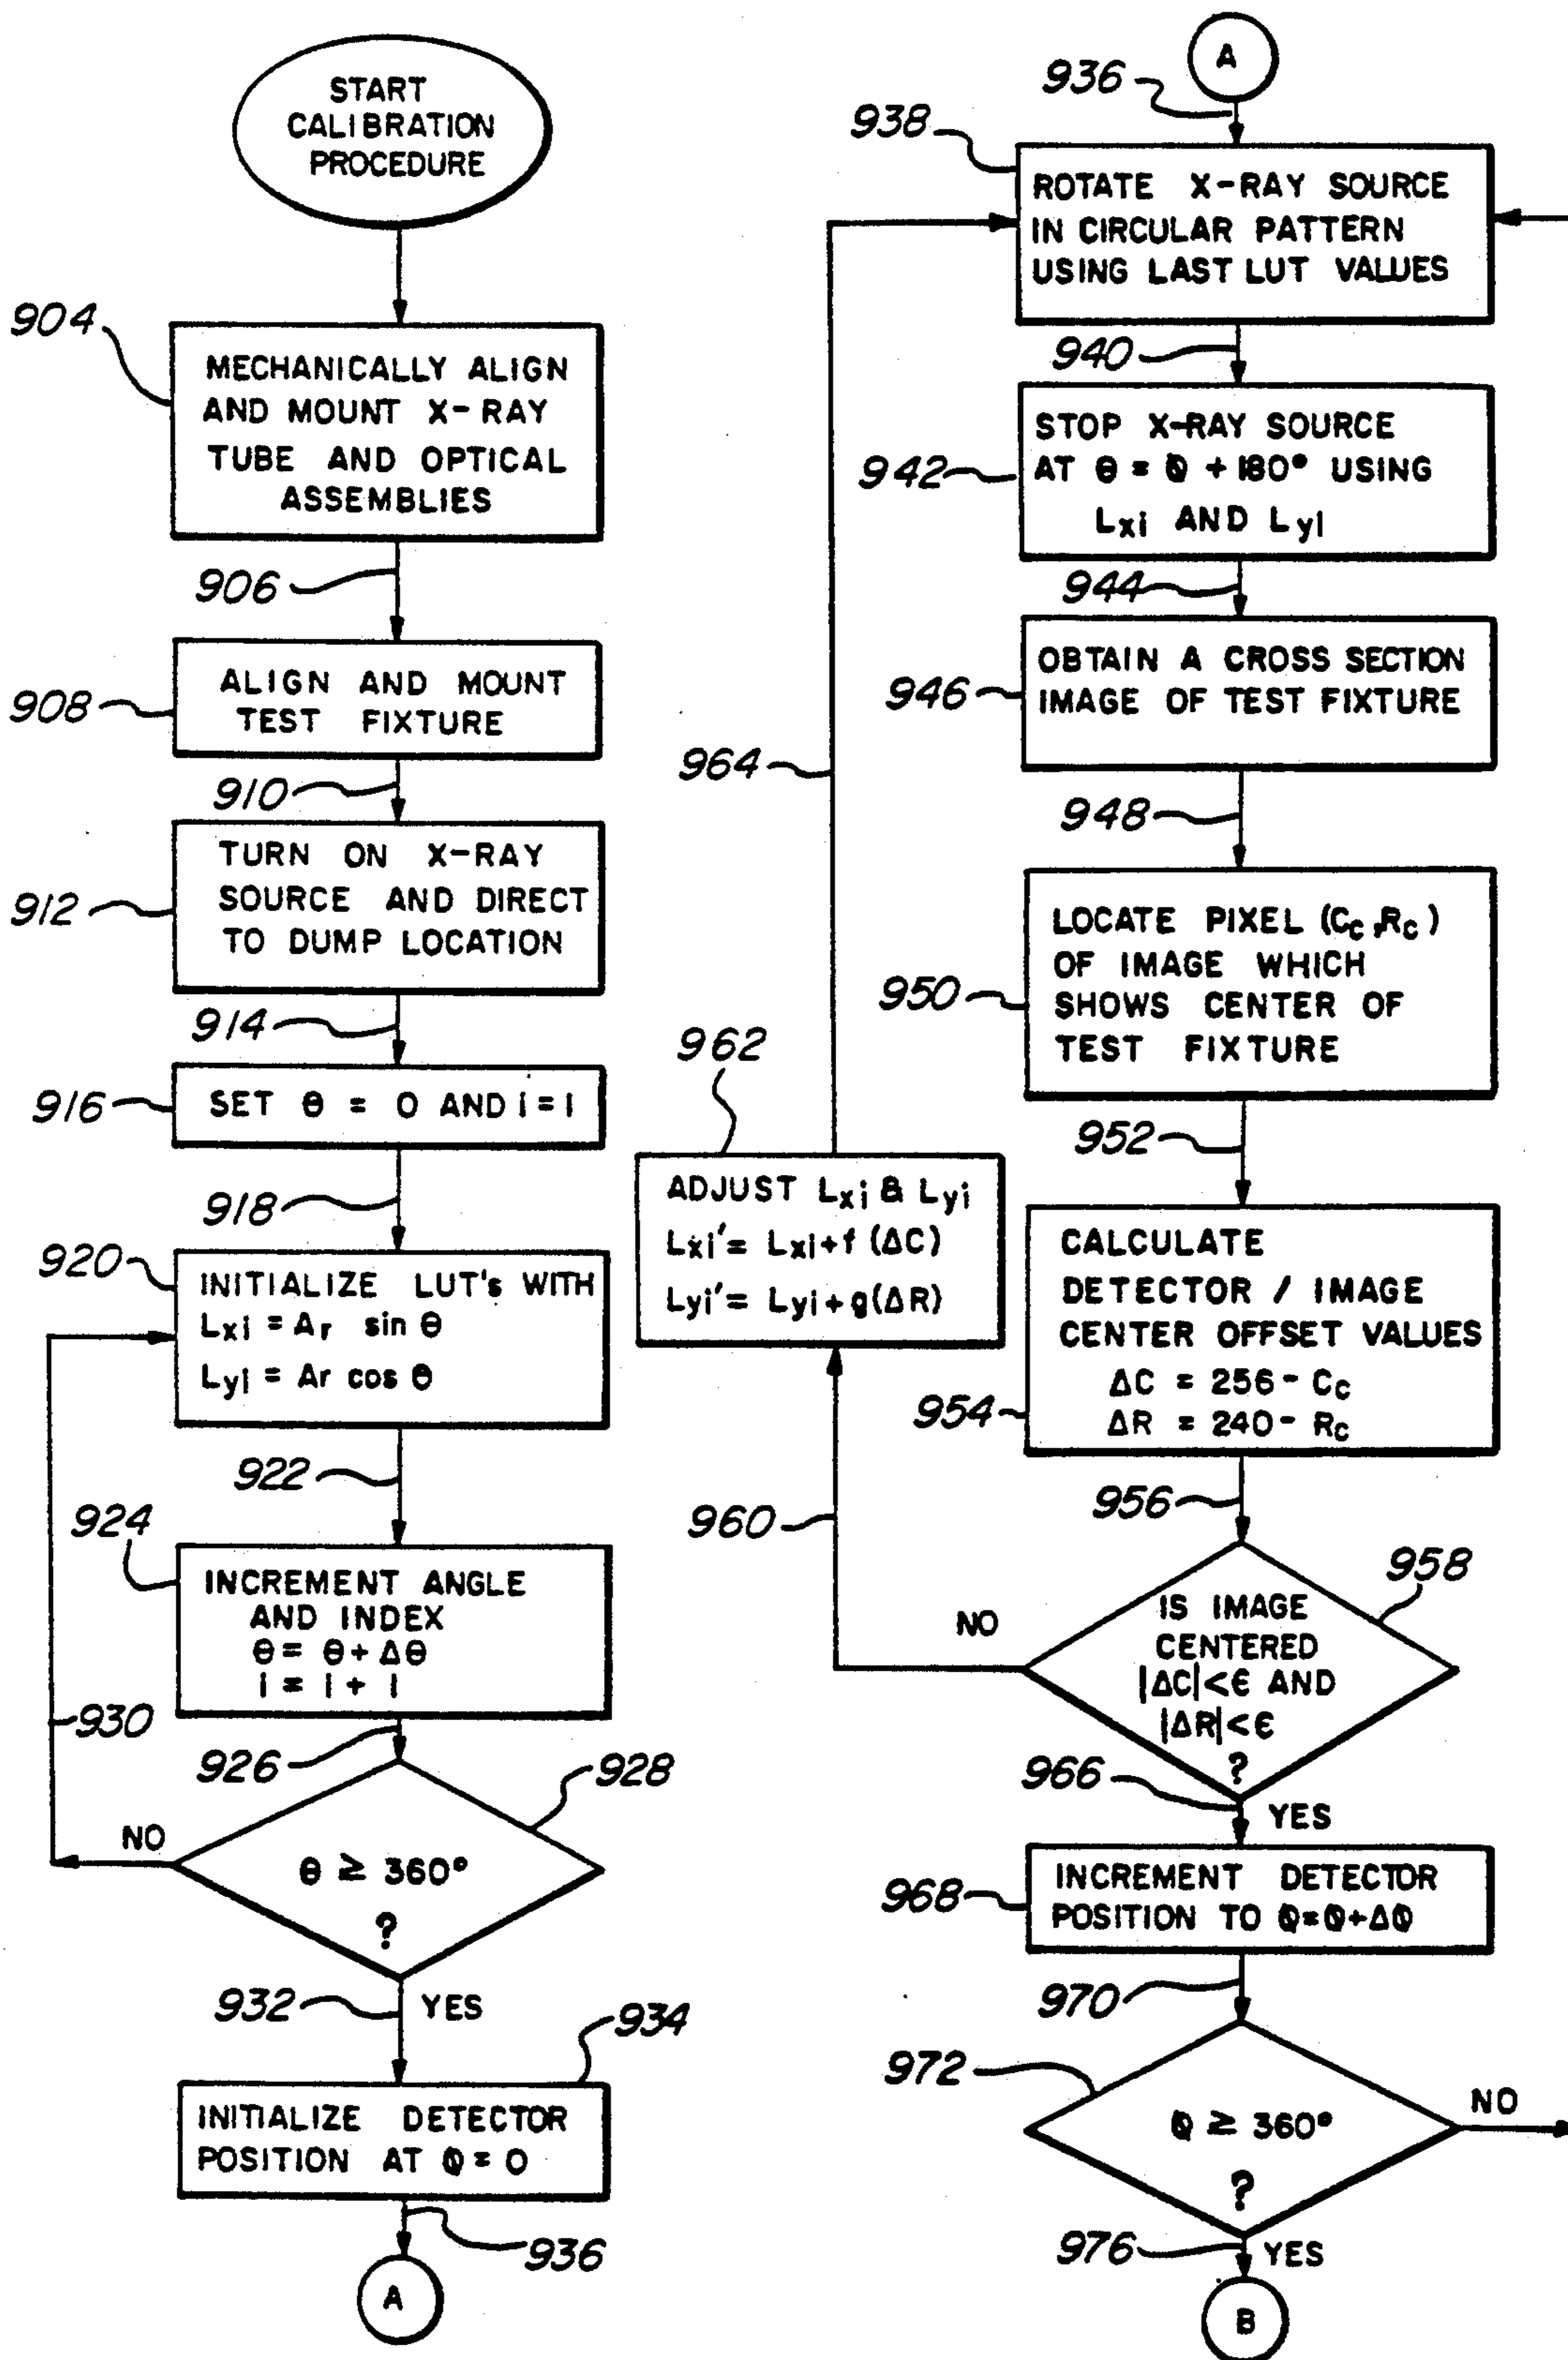 START
CALIBRATION
PROCEDURE
904
MECHANICALLY ALIGN
AND MOUNT X-RAY
TUBE AND OPTICAL
ASSEMBLIES
906
908
ALIGN AND MOUNT
TEST FIXTURE
910
912
TURN ON X-RAY
SOURCE AND DIRECT
TO DUMP LOCATION
914
916
SET θ = 0 AND i = 1
918
920
INITIALIZE LUT's WITH
Lxi = Ar sin θ
Lyi = Ar cos θ
922
924
INCREMENT ANGLE
AND INDEX
θ = θ + Δθ
i = i + 1
930
926
928
NO
θ ≥ 360°
?
932
YES
934
INITIALIZE DETECTOR
POSITION AT Φ = 0
936
A
A
936
938
ROTATE X-RAY SOURCE
IN CIRCULAR PATTERN
USING LAST LUT VALUES
940
942
STOP X-RAY SOURCE
AT θ = Φ + 180° USING
Lxi AND Lyi
944
946
OBTAIN A CROSS SECTION
IMAGE OF TEST FIXTURE
964
948
950
LOCATE PIXEL (Cc,Rc)
OF IMAGE WHICH
SHOWS CENTER OF
TEST FIXTURE
952
962
ADJUST Lxi & Lyi
Lxi' = Lxi + f (ΔC)
Lyi' = Lyi + g(ΔR)
954
CALCULATE
DETECTOR / IMAGE
CENTER OFFSET VALUES
ΔC = 256 - Cc
ΔR = 240 - Rc
960
956
958
NO
IS IMAGE
CENTERED
|ΔC| < ϵ AND
|ΔR| < ϵ
?
966
YES
968
INCREMENT DETECTOR
POSITION TO Φ=Φ+ΔΦ
970
972
Φ ≥ 360°
?
NO
976
YES
B